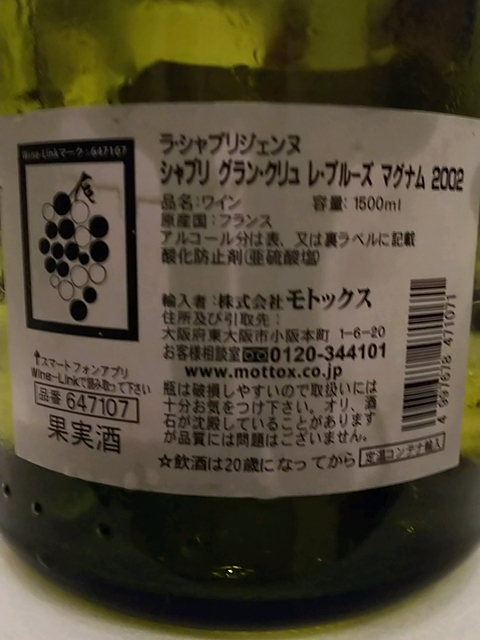 Wine-Linkマーク:647107
ラ・シャブリジェンヌ
シャブリ グラン・クリュ レ・プルーズ マグナム 2002
品名:ワイン 容量: 1500ml
原産国:フランス
アルコール分は表、又は裏ラベルに記載
酸化防止剤(亜硫酸塩)
輸入者:株式会社モトックス
住所及び引取先:
大阪府東大阪市小阪本町 1-6-20
お客様相談室 0120-344101
www.mottox.co.jp
瓶は破損しやすいので取扱いには
十分お気をつけ下さい。オリ、酒
石が沈殿していることがあります
が品質には問題はございません。
☆飲酒は20歳になってから 定温コンテナ輸入
↑スマートフォンアプリ
Wine-Linkで読み取って下さい
品番 647107
果実酒
4 997678 471071